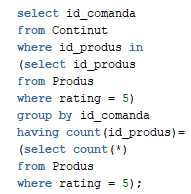 select id_comanda
from Continut
where id_produs in
(select id_produs
from Produs
where rating = 5)
group by id_comanda
having count(id_produs)=
(select count(*)
from Produs
where rating = 5);